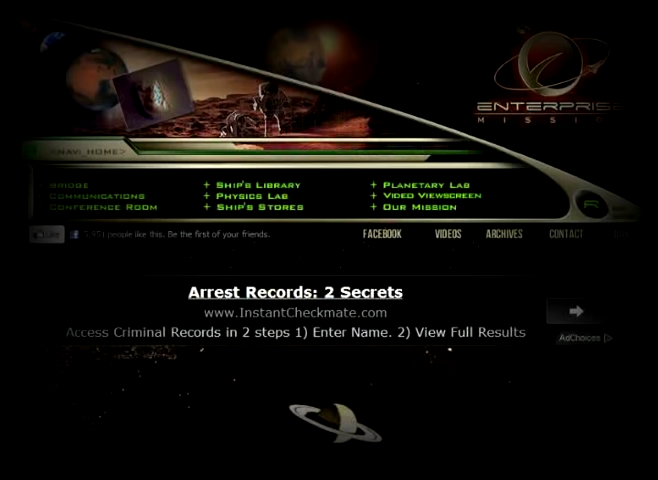 ENTERPRISE
MISSION
BRIDGE + SHIP'S LIBRARY + PLANETARY LAB
COMMUNICATIONS + PHYSICS LAB + VIDEO VIEWSCREEN
CONFERENCE ROOM + SHIP'S STORES + OUR MISSION
Like people like this. Be the first of your friends.
FACEBOOK VIDEOS ARCHIVES CONTACT
Arrest Records: 2 Secrets
www.InstantCheckmate.com
Access Criminal Records in 2 steps 1) Enter Name. 2) View Full Results
AdChoices